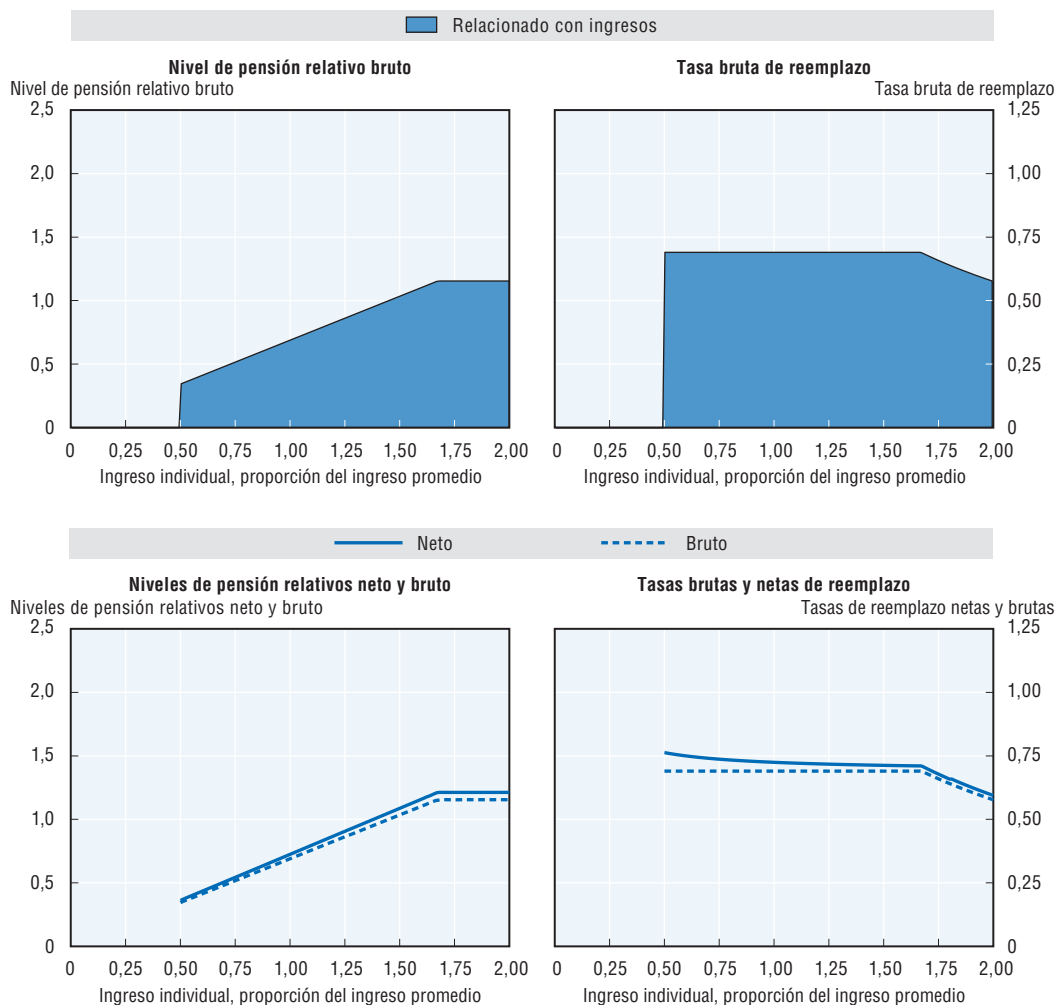 Relacionado con ingresos
Nivel de pensión relativo bruto
Nivel de pensión relativo bruto
2,5
2,0
1,5
1,0
0,5
0
0 0,25 0,50 0,75 1,00 1,25 1,50 1,75 2,00
Ingreso individual, proporción del ingreso promedio
Tasa bruta de reemplazo
Tasa bruta de reemplazo
1,25
1,00
0,75
0,50
0,25
0
0 0,25 0,50 0,75 1,00 1,25 1,50 1,75 2,00
Ingreso individual, proporción del ingreso promedio
Neto Bruto
Niveles de pensión relativos neto y bruto
Niveles de pensión relativos neto y bruto
2,5
2,0
1,5
1,0
0,5
0
0 0,25 0,50 0,75 1,00 1,25 1,50 1,75 2,00
Ingreso individual, proporción del ingreso promedio
Tasas brutas y netas de reemplazo
Tasas de reemplazo netas y brutas
1,25
1,00
0,75
0,50
0,25
0
0 0,25 0,50 0,75 1,00 1,25 1,50 1,75 2,00
Ingreso individual, proporción del ingreso promedio